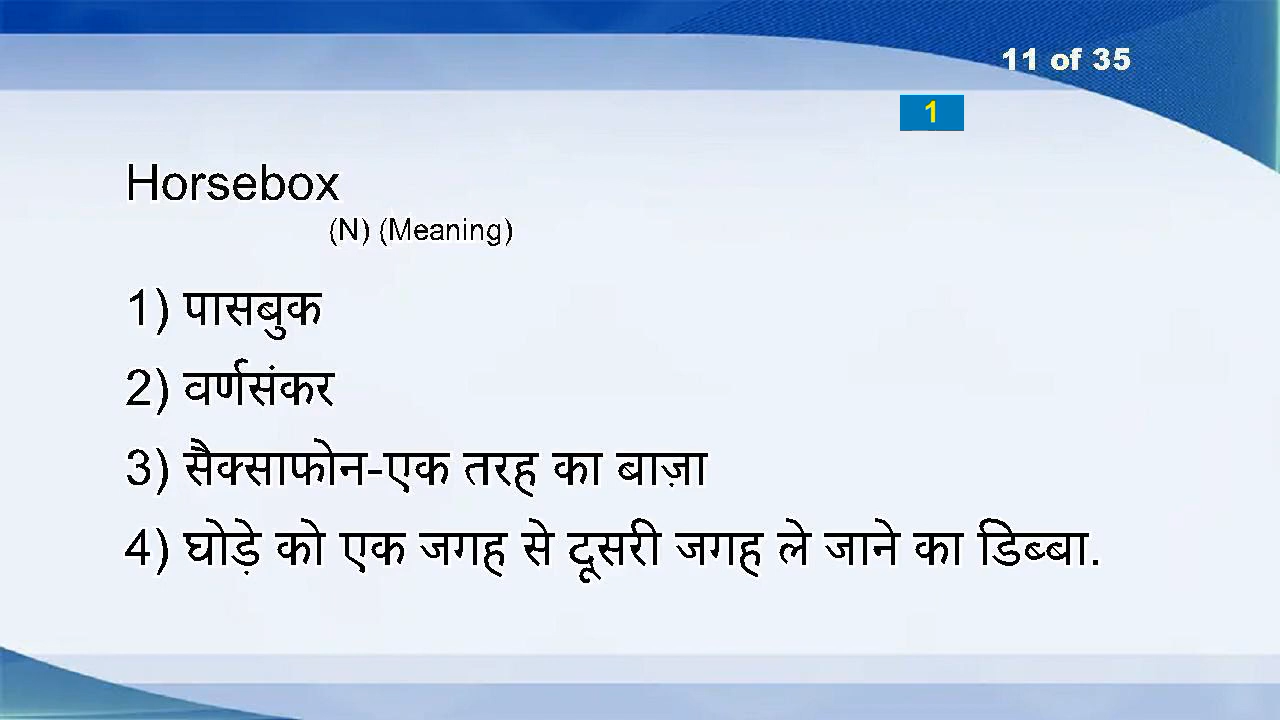 11 of 35
1
Horsebox
(N) (Meaning)
1) पासबुक
2) वर्णसंकर
3) सैक्साफोन-एक तरह का बाज़ा
4) घोड़े को एक जगह से दूसरी जगह ले जाने का डिब्बा.